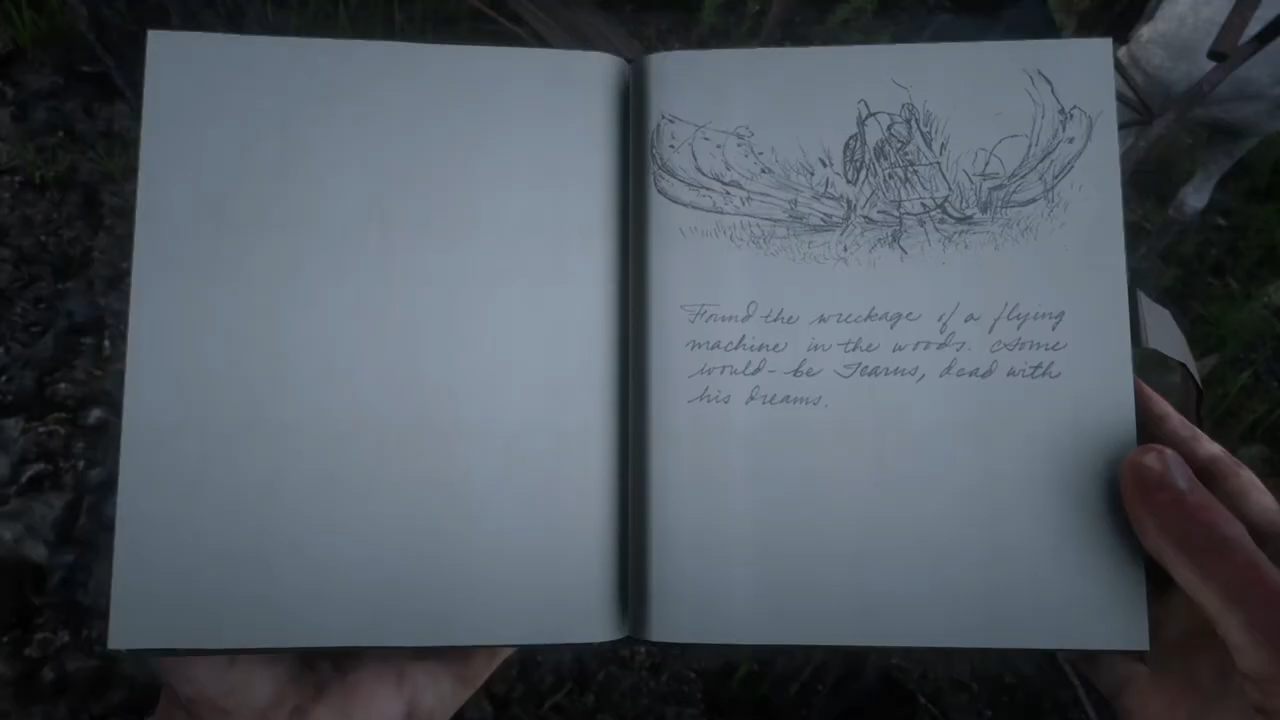 Found the wreckage of a flying
machine in the woods. Some
would-be Icarus, dead with
his dreams.